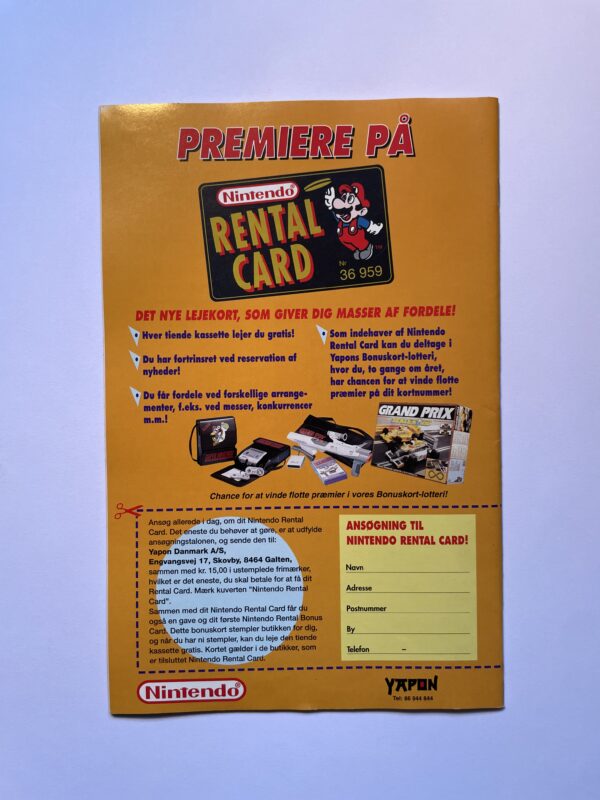 PREMIERE PÅ
Nintendo®
RENTAL
CARD
TM
Nr
36 959
DET NYE LEJEKORT, SOM GIVER DIG MASSER AF FORDELE!
Hver tiende kassette lejer du gratis!
Du har fortrinsret ved reservation af
nyheder!
Du får fordele ved forskellige arrange-
menter, f.eks. ved messer, konkurrencer
m.m.!
Som indehaver af Nintendo
Rental Card kan du deltage i
Yapons Bonuskort-lotteri,
hvor du, to gange om året,
har chancen for at vinde flotte
præmier på dit kortnummer!
GRAND PRIX
Chance for at vinde flotte præmier i vores Bonuskort-lotteri!
Ansøg allerede i dag, om dit Nintendo Rental
Card. Det eneste du behøver at gøre, er at udfylde
ansøgningstalonen, og sende den til:
Yapon Danmark A/S,
Engvangsvej 17, Skovby, 8464 Galten,
sammen med kr. 15,00 i ustemplede frimærker,
hvilket er det eneste, du skal betale for at få dit
Rental Card. Mærk kuverten "Nintendo Rental
Card".
Sammen med dit Nintendo Rental Card får du
også en gave og dit første Nintendo Rental Bonus
Card. Dette bonuskort stempler butikken for dig,
og når du har ni stempler, kan du leje den tiende
kassette gratis. Kortet gælder i de butikker, som
er tilsluttet Nintendo Rental Card.
ANSØGNING TIL
NINTENDO RENTAL CARD!
Navn
Adresse
Postnummer
By
Telefon –
Nintendo®
YAPON
Tel: 86 944 944